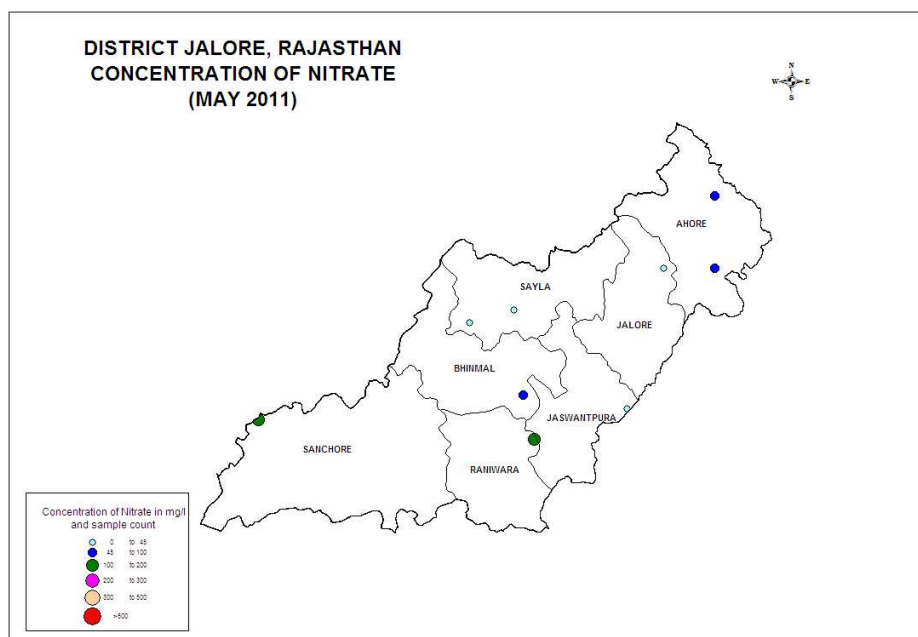 DISTRICT JALORE, RAJASTHAN
CONCENTRATION OF NITRATE
(MAY 2011)
N
W E
S
AHORE
SAYLA
JALORE
BHINMAL
JASWANTPURA
SANCHORE
RANIWARA
Concentration of Nitrate in mg/l
and sample count
0 to 45
45 to 100
100 to 200
200 to 300
300 to 500
>500